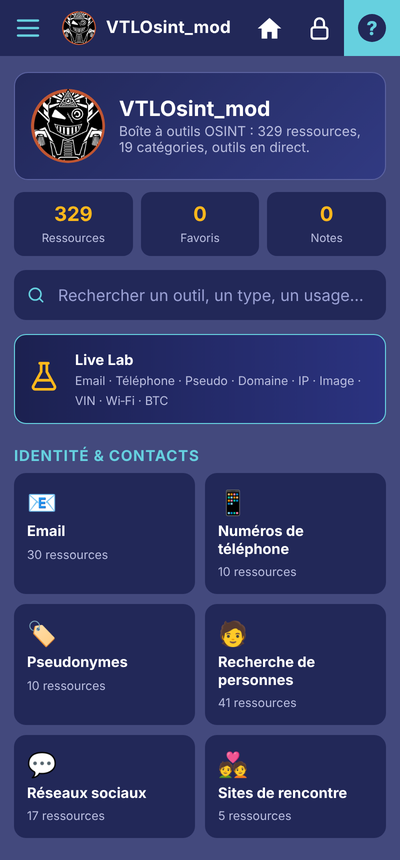 VTLOsint_mod
?
VTLOsint_mod
Boîte à outils OSINT : 329 ressources,
19 catégories, outils en direct.
329
Ressources
0
Favoris
0
Notes
Rechercher un outil, un type, un usage...
Live Lab
Email · Téléphone · Pseudo · Domaine · IP · Image ·
VIN · Wi-Fi · BTC
IDENTITÉ & CONTACTS
Email
30 ressources
Numéros de
téléphone
10 ressources
Pseudonymes
10 ressources
Recherche de
personnes
41 ressources
Réseaux sociaux
17 ressources
Sites de rencontre
5 ressources